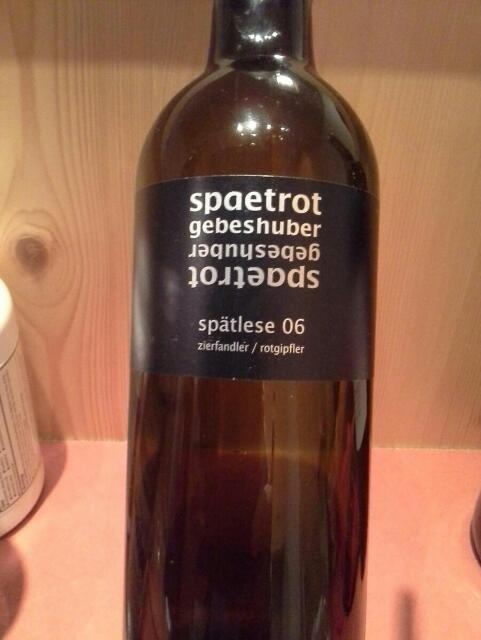 spaetrot
gebeshuber
gebeshuber
spaetrot
spätlese 06
zierfandler / rotgipfler